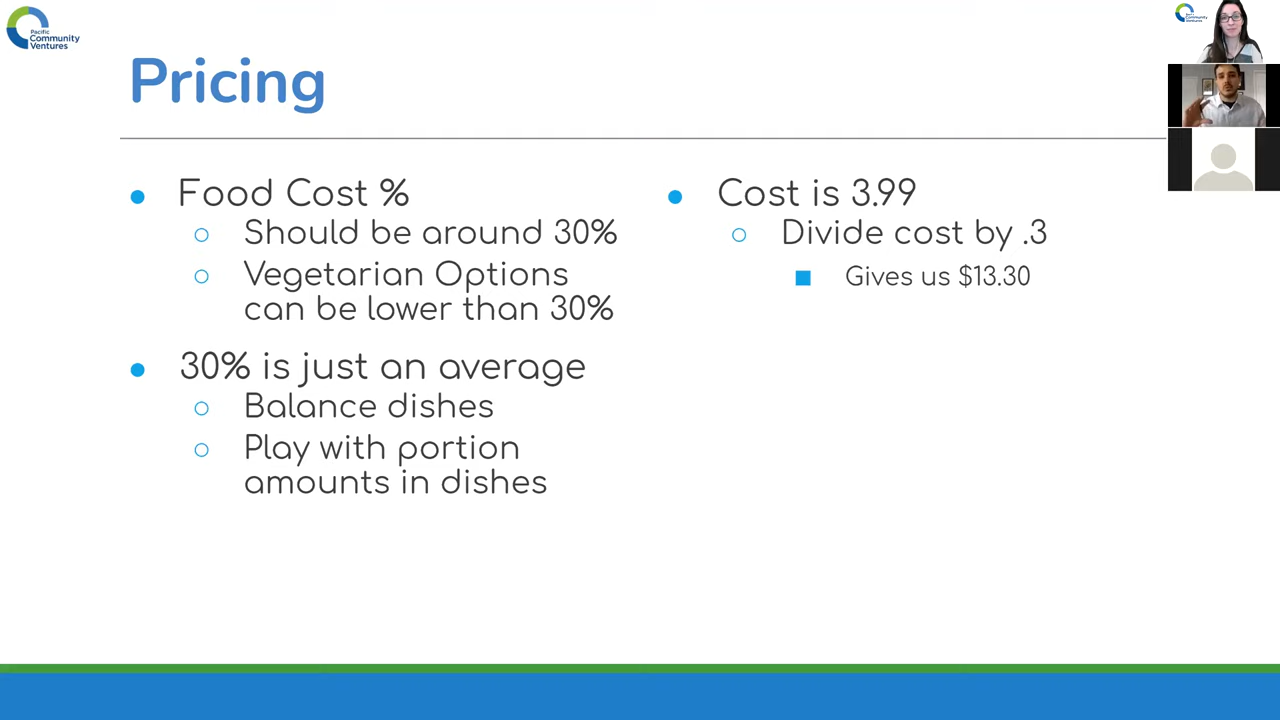 Pacific
Community
Ventures
Pricing
Food Cost %
Should be around 30%
Vegetarian Options
can be lower than 30%
30% is just an average
Balance dishes
Play with portion
amounts in dishes
Cost is 3.99
Divide cost by .3
Gives us $13.30